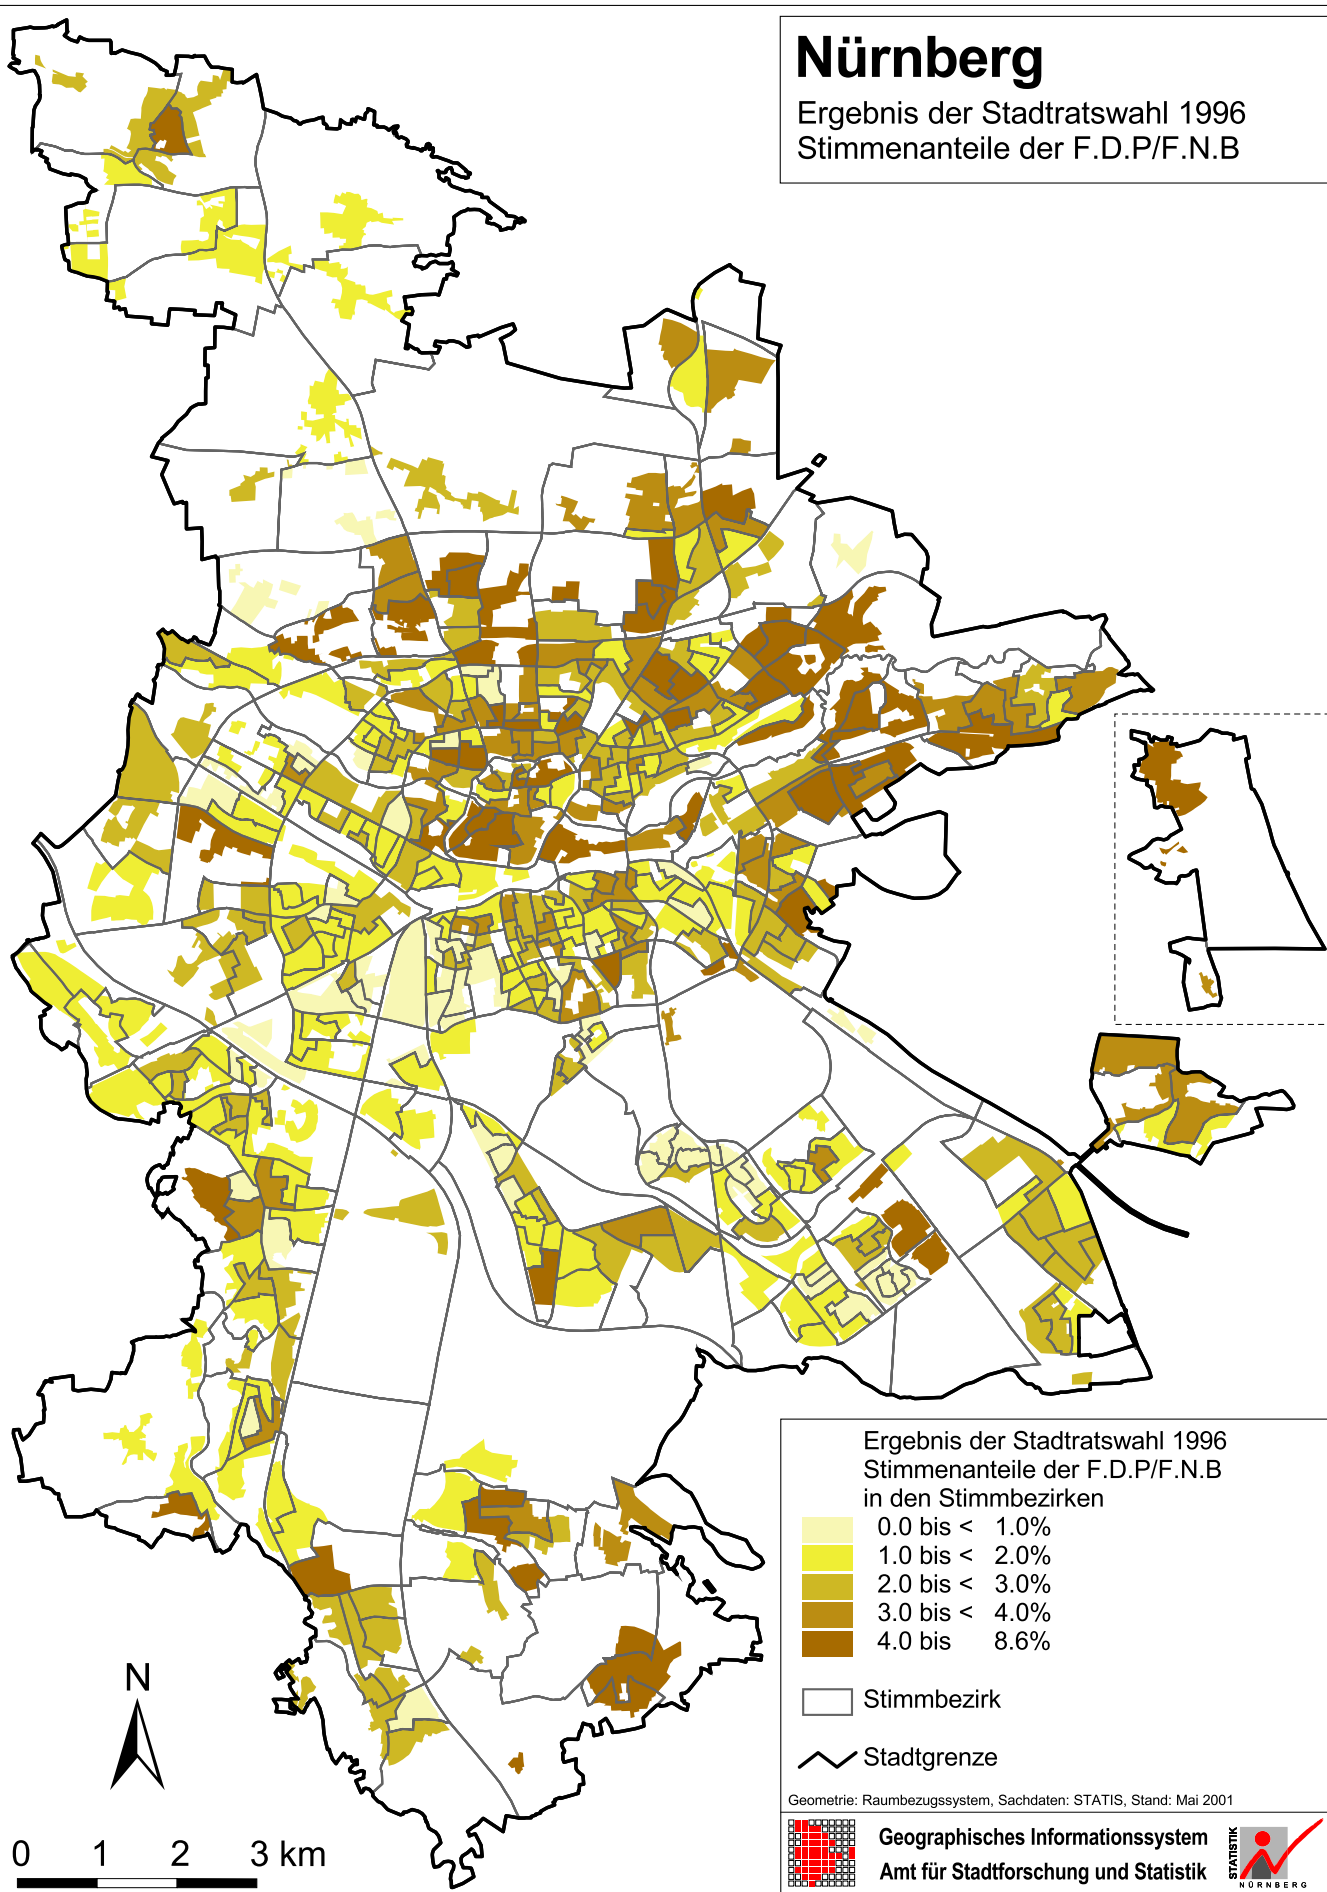 Nürnberg
Ergebnis der Stadtratswahl 1996
Stimmenanteile der F.D.P/F.N.B
Ergebnis der Stadtratswahl 1996
Stimmenanteile der F.D.P/F.N.B
in den Stimmbezirken
0.0 bis < 1.0%
1.0 bis < 2.0%
2.0 bis < 3.0%
3.0 bis < 4.0%
4.0 bis 8.6%
Stimmbezirk
Stadtgrenze
Geometrie: Raumbezugssystem, Sachdaten: STATIS, Stand: Mai 2001
Geographisches Informationssystem
Amt für Stadtforschung und Statistik
STATISTIK
NÜRNBERG
N
0 1 2 3 km